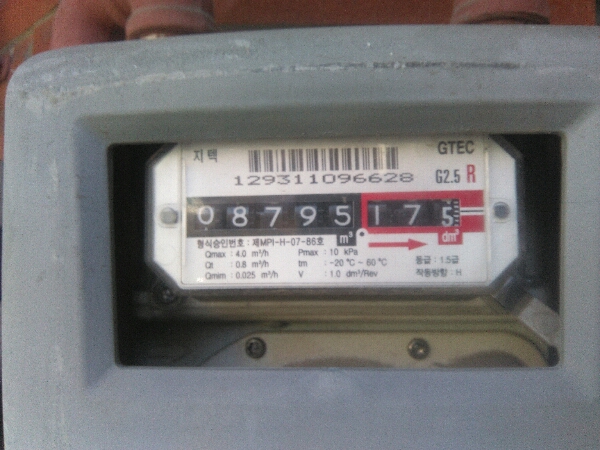 지텍
GTEC
129311096628
G2.5 R
08795 175
m³ dm³
형식승인번호 : 제MPI-H-07-86호
Qmax : 4.0 m³/h Pmax : 10 kPa
Qt : 0.8 m³/h tm : -20 ℃ ~ 60 ℃ 등급 : 1.5급
Qmin : 0.025 m³/h V : 1.0 dm³/Rev 작동방향 : H